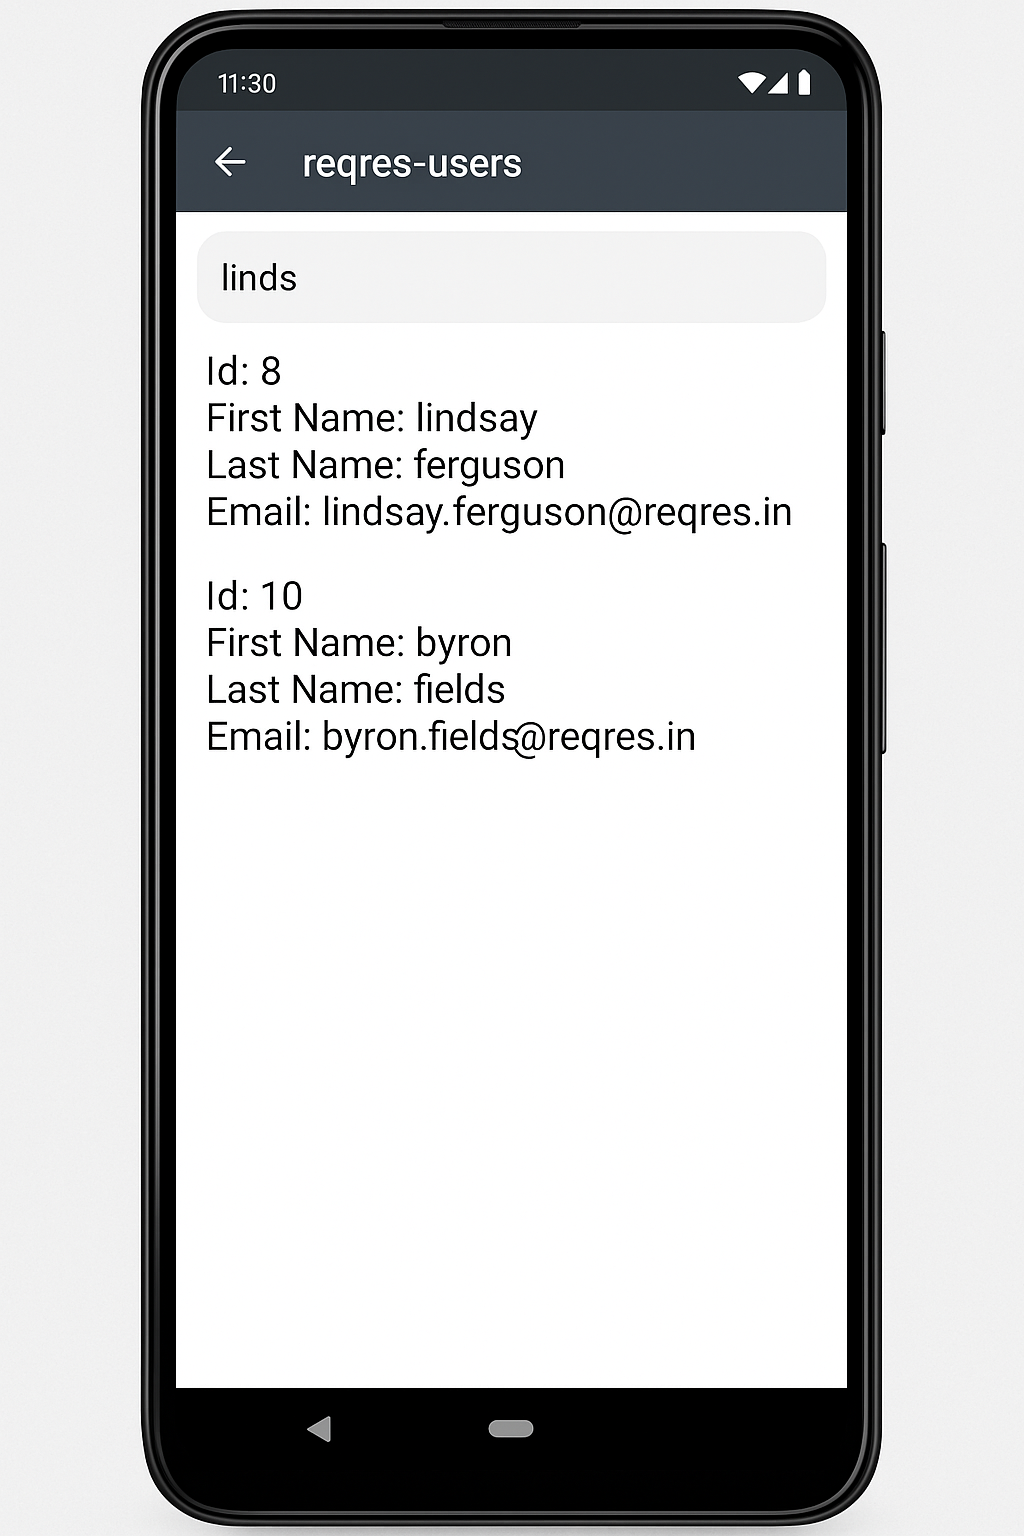 11:30
reqres-users
linds
Id: 8
First Name: lindsay
Last Name: ferguson
Email: lindsay.ferguson@reqres.in
Id: 10
First Name: byron
Last Name: fields
Email: byron.fields@reqres.in